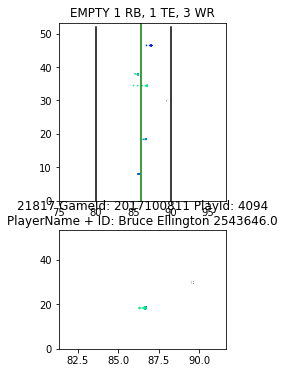 EMPTY 1 RB, 1 TE, 3 WR
50
40
30
20
10
0
75 80 85 90 95
21817 GameId: 2017100811 PlayId: 4094
PlayerName + ID: Bruce Ellington 2543646.0
40
20
0
82.5 85.0 87.5 90.0